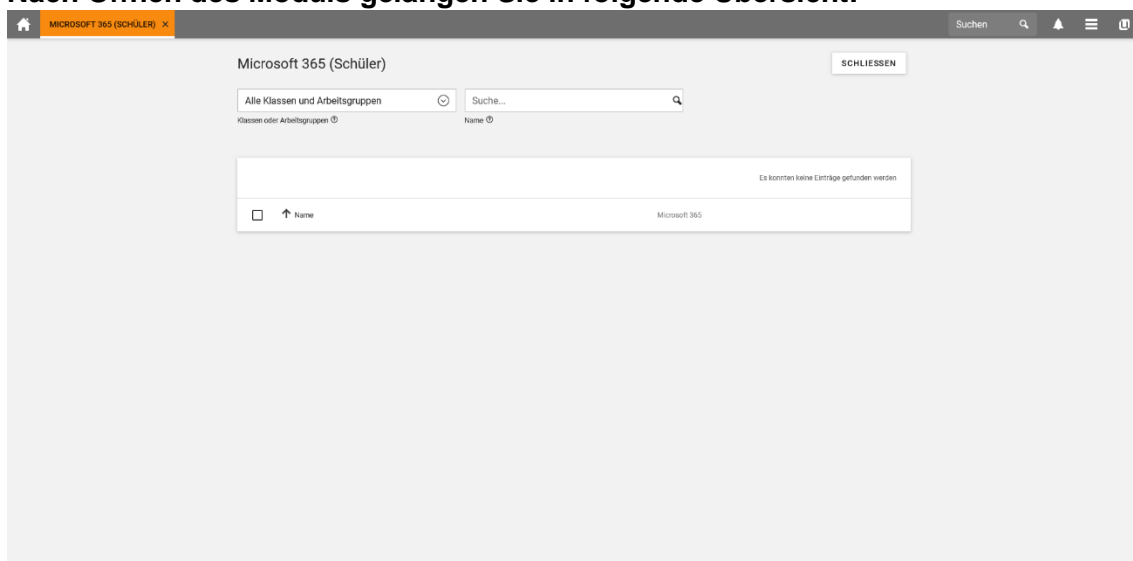 Nach Öffnen des Moduls gelangen Sie in folgende Übersicht:
MICROSOFT 365 (SCHÜLER) ×
Suchen
Microsoft 365 (Schüler)
SCHLIESSEN
Alle Klassen und Arbeitsgruppen
Suche...
Klassen oder Arbeitsgruppen
Name
Es konnten keine Einträge gefunden werden
Name
Microsoft 365